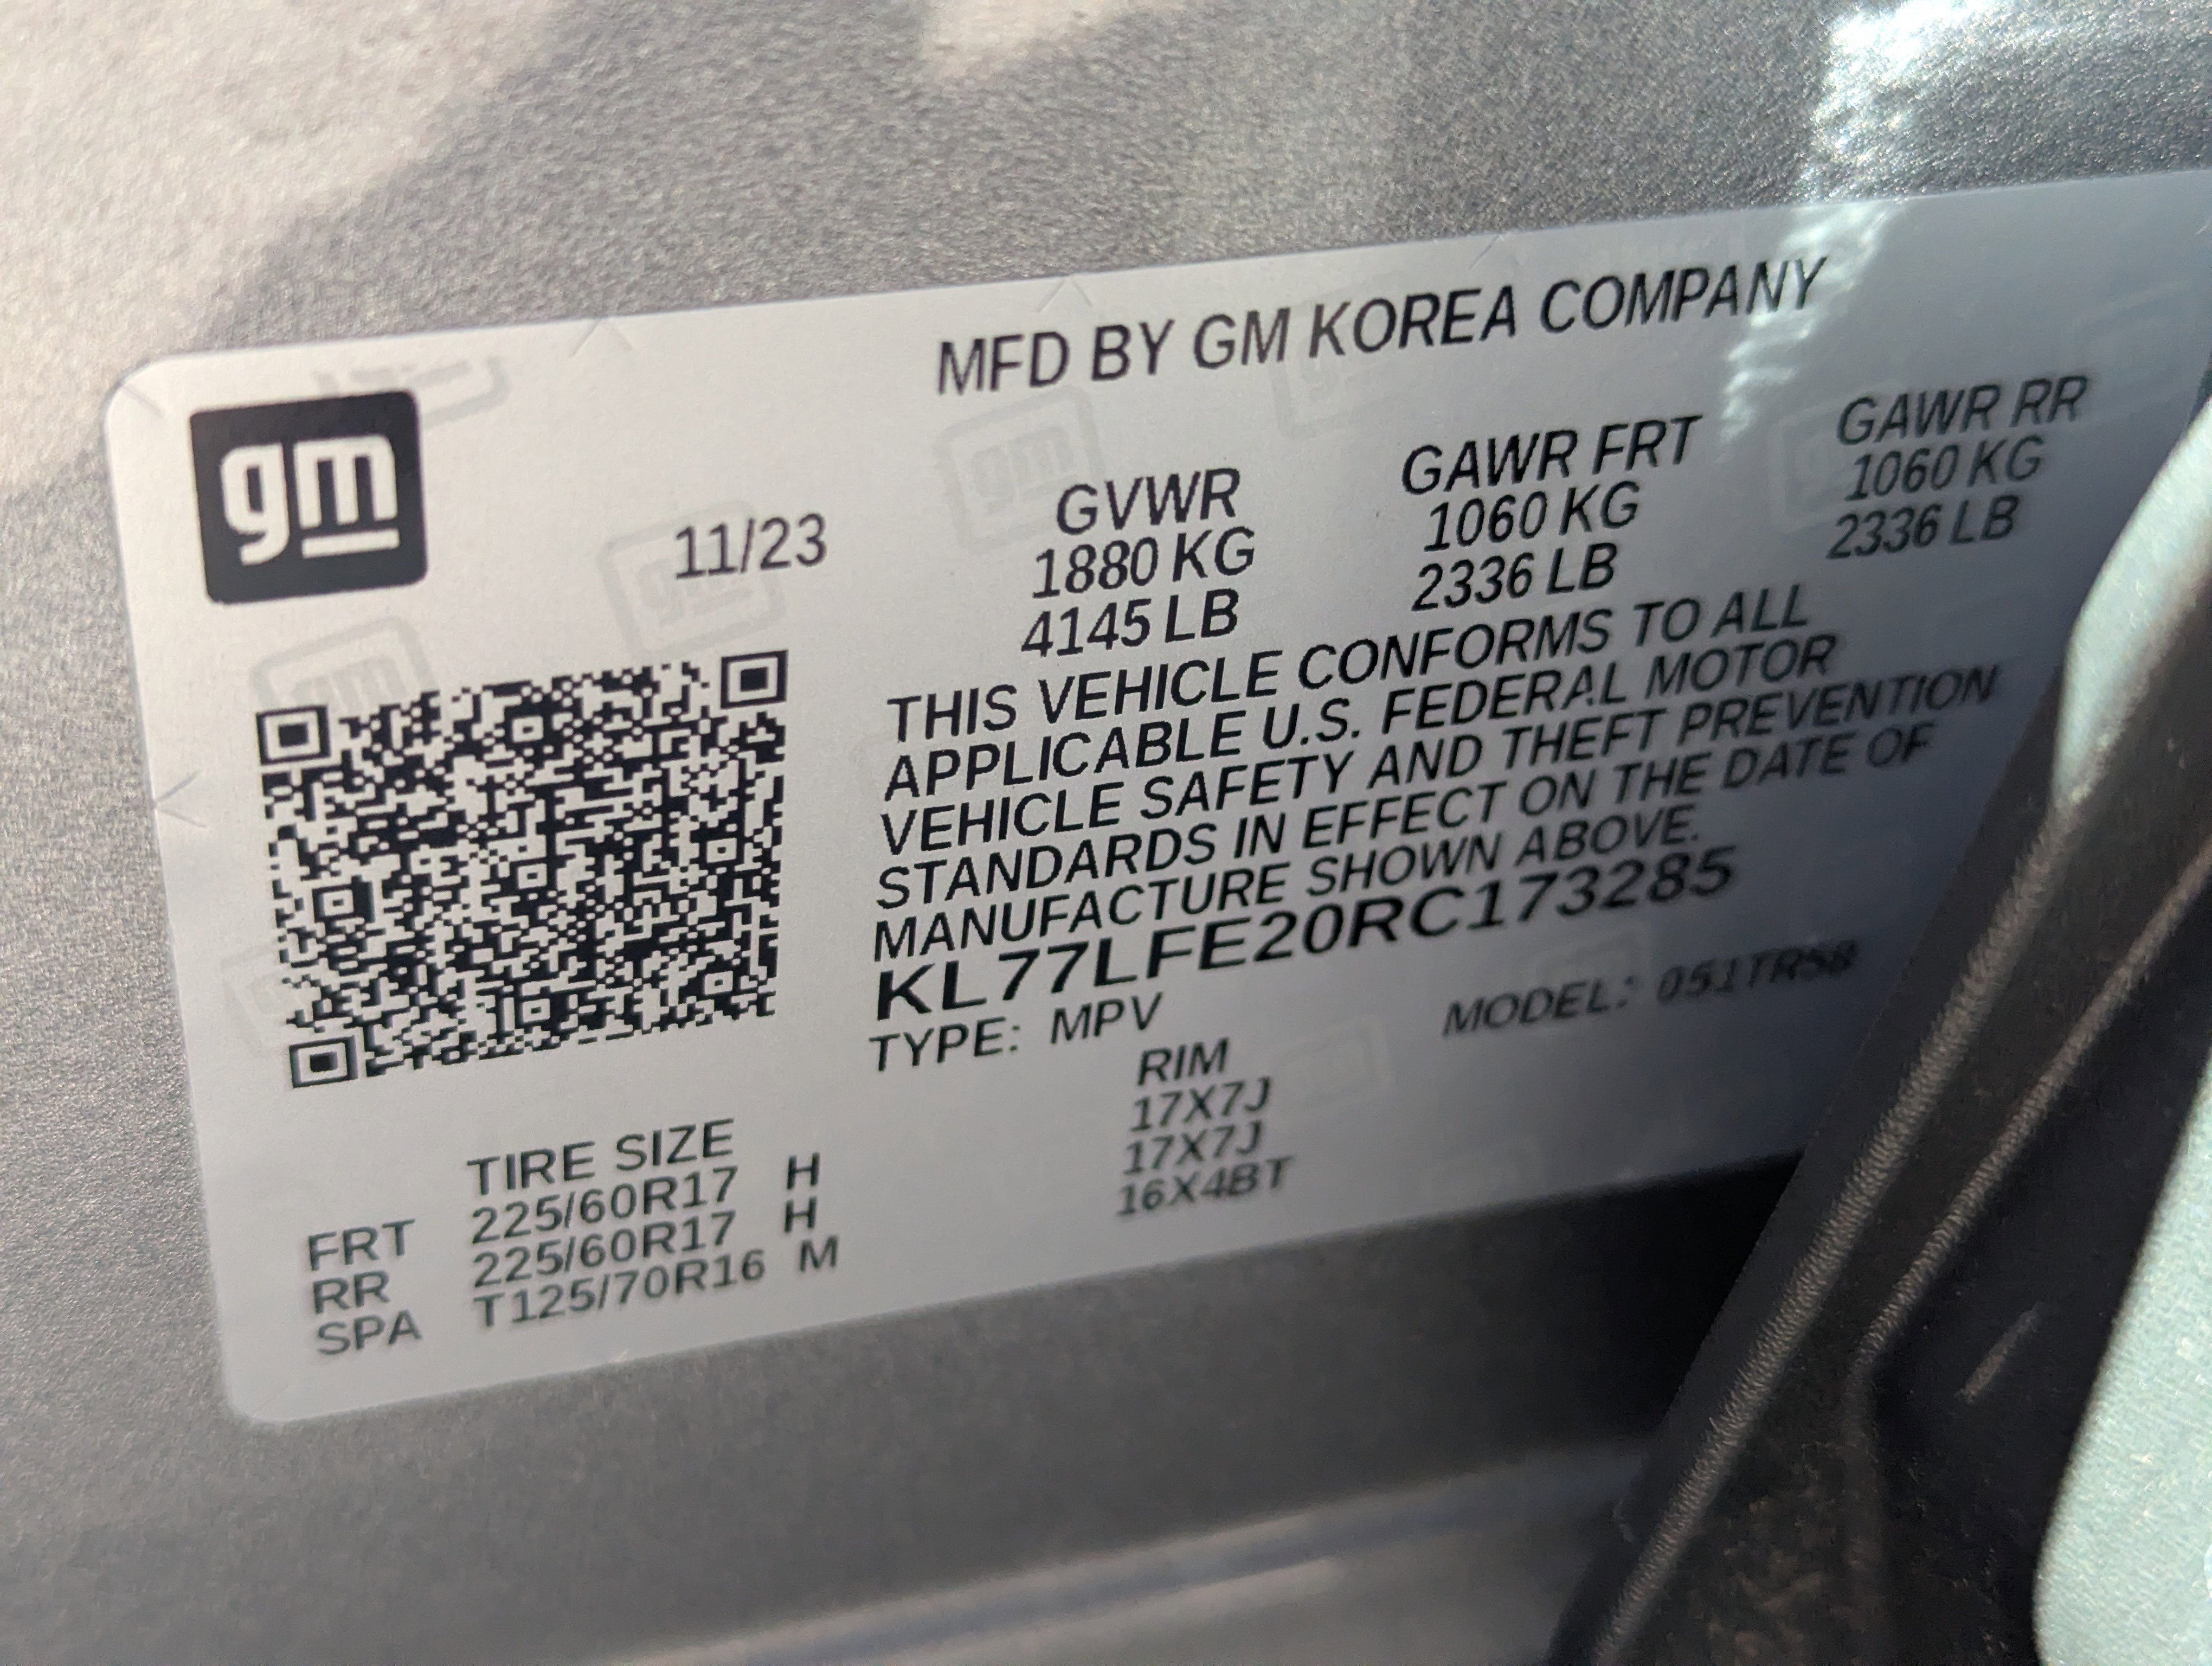 gm
MFD BY GM KOREA COMPANY
11/23
GVWR
1880 KG
4145 LB
GAWR FRT
1060 KG
2336 LB
GAWR RR
1060 KG
2336 LB
THIS VEHICLE CONFORMS TO ALL
APPLICABLE U.S. FEDERAL MOTOR
VEHICLE SAFETY AND THEFT PREVENTION
STANDARDS IN EFFECT ON THE DATE OF
MANUFACTURE SHOWN ABOVE.
KL77LFE20RC173285
TYPE: MPV MODEL: 051TR58
TIRE SIZE RIM
FRT 225/60R17 H 17X7J
RR 225/60R17 H 17X7J
SPA T125/70R16 M 16X4BT